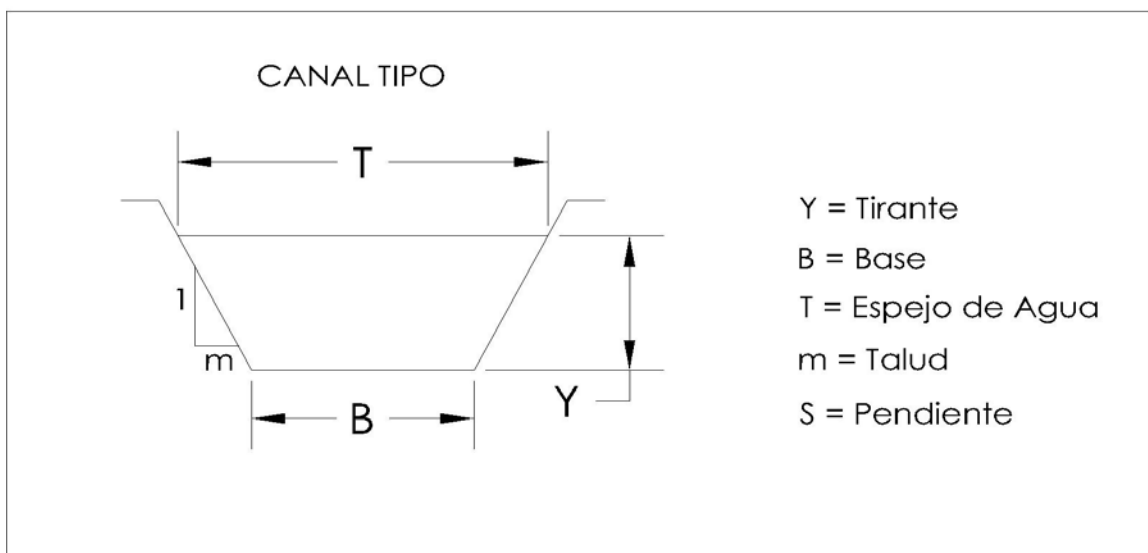 CANAL TIPO
T
1
m
B
Y
Y = Tirante
B = Base
T = Espejo de Agua
m = Talud
S = Pendiente